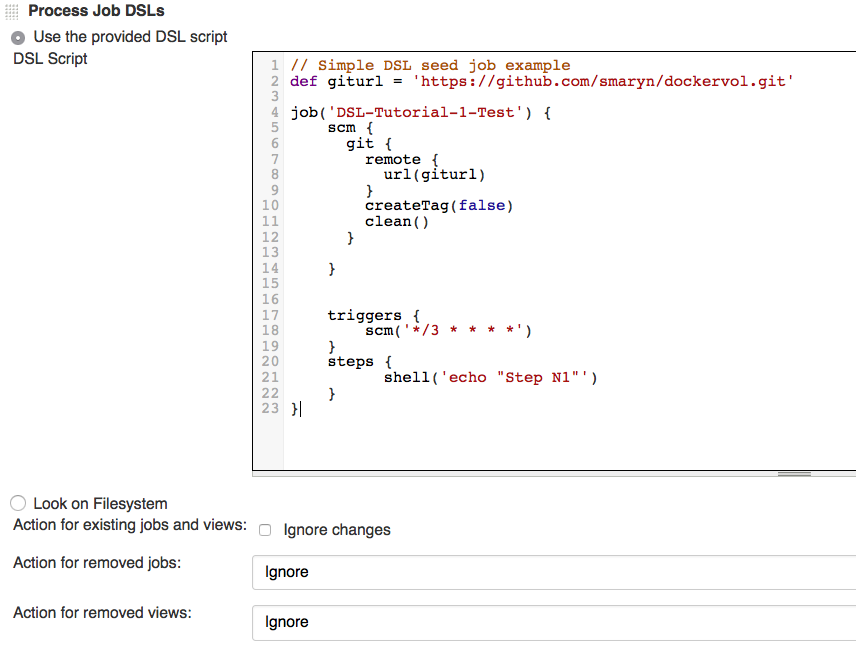 Process Job DSLs
Use the provided DSL script
DSL Script
1 // Simple DSL seed job example
2 def giturl = 'https://github.com/smaryn/dockervol.git'
3
4 job('DSL-Tutorial-1-Test') {
5     scm {
6       git {
7         remote {
8           url(giturl)
9         }
10         createTag(false)
11         clean()
12       }
13
14     }
15
16
17     triggers {
18         scm('*/3 * * * *')
19     }
20     steps {
21           shell('echo "Step N1"')
22     }
23 }
Look on Filesystem
Action for existing jobs and views: Ignore changes
Action for removed jobs: Ignore
Action for removed views: Ignore